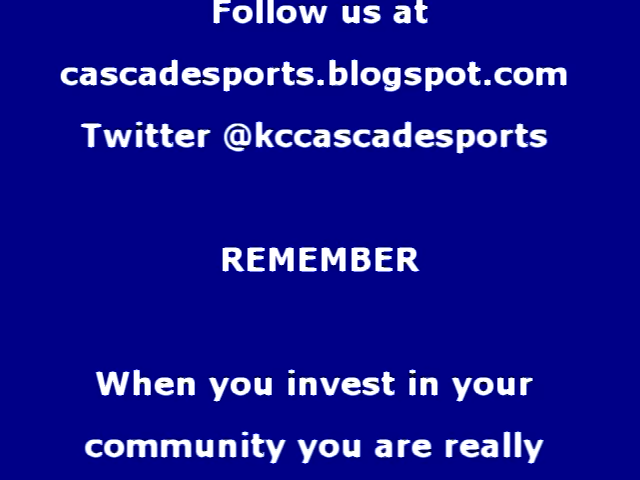 Follow us at
cascadesports.blogspot.com
Twitter @kccascadesports
REMEMBER
When you invest in your
community you are really